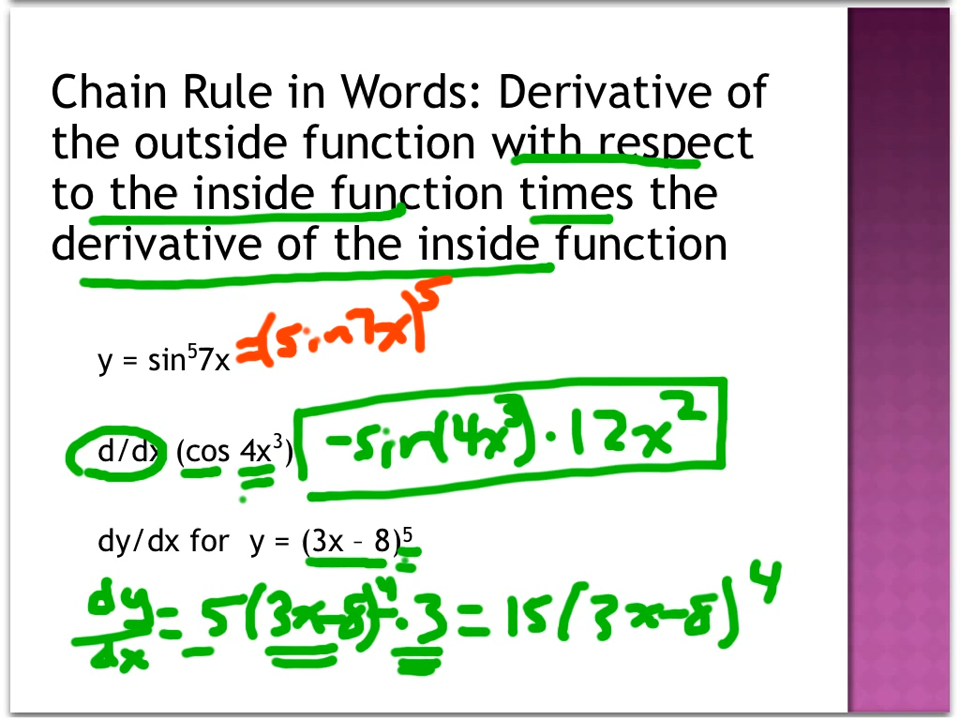 Chain Rule in Words: Derivative of
the outside function with respect
to the inside function times the
derivative of the inside function
y = sin⁵7x =(sin7x)⁵
d/dx (cos 4x³) -sin(4x³)·12x²
dy/dx for y = (3x – 8)⁵
dy/dx = 5(3x-8)⁴·3 = 15(3x-8)⁴